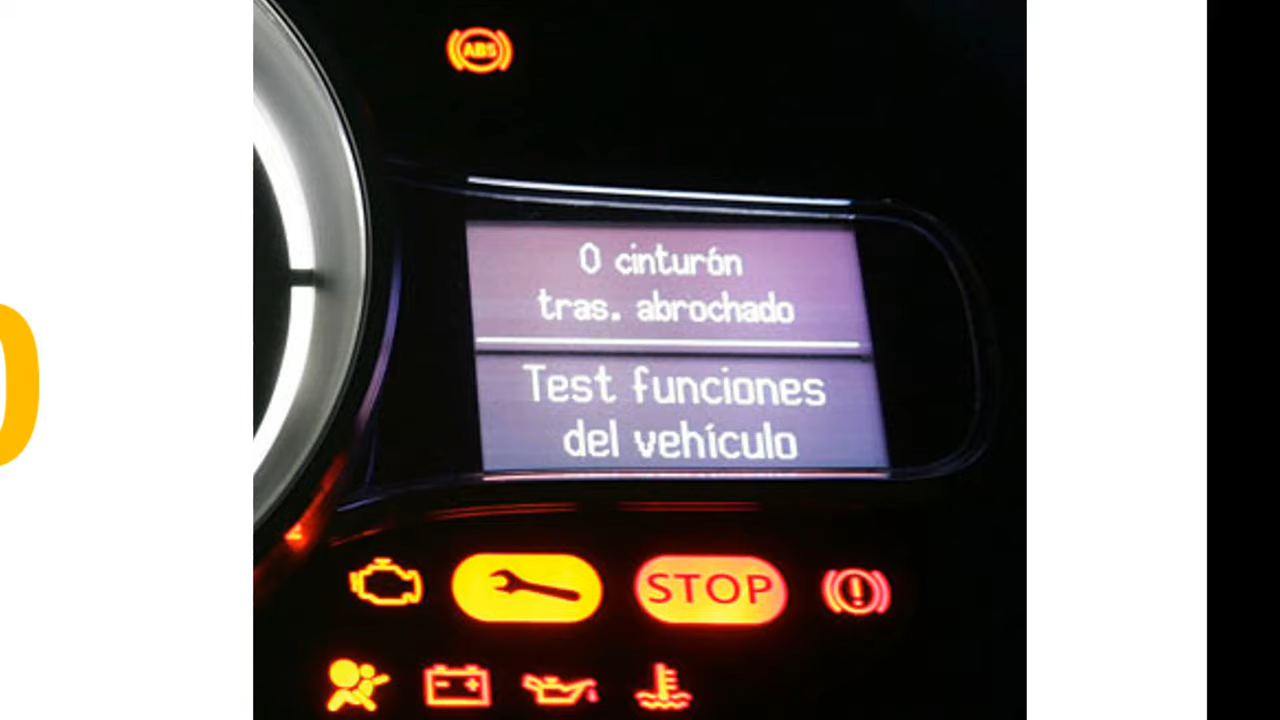 ABS
0 cinturón
tras. abrochado
Test funciones
del vehículo
STOP